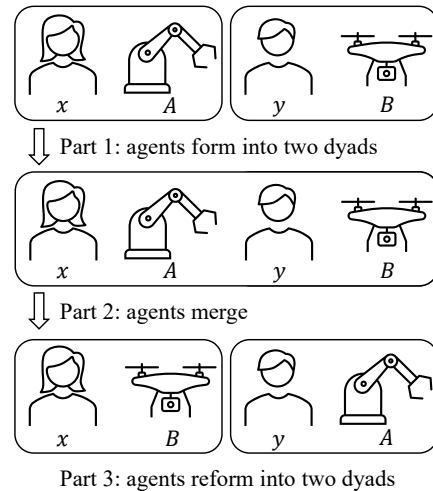 x A y B
Part 1: agents form into two dyads
x A y B
Part 2: agents merge
x B y A
Part 3: agents reform into two dyads